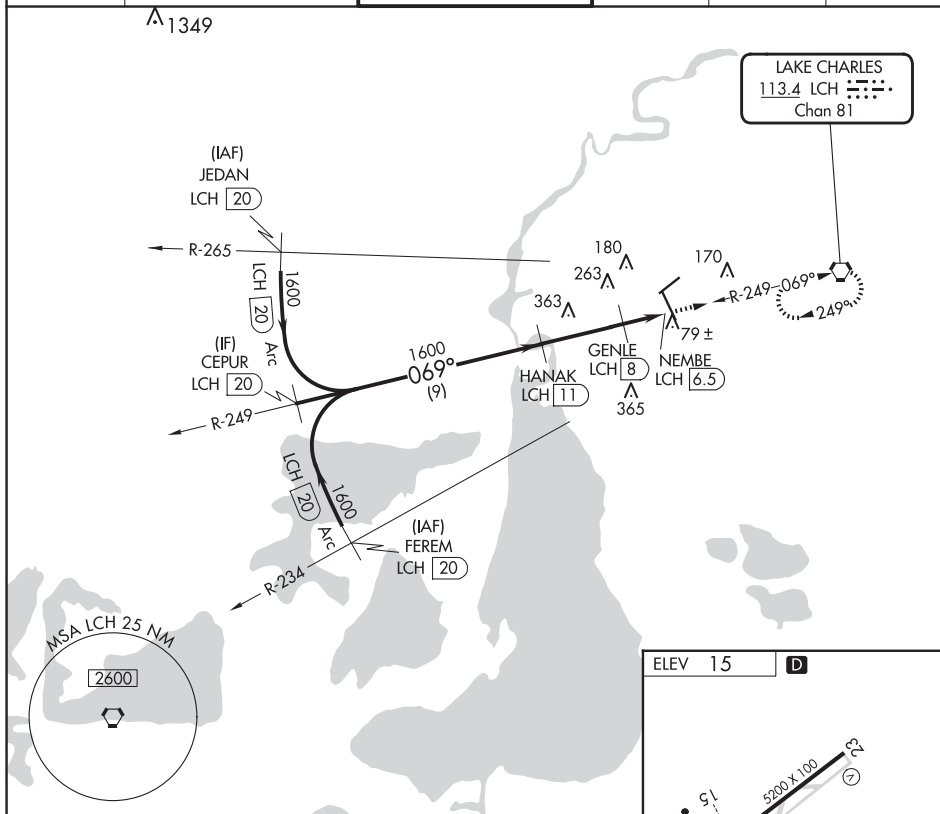 1349
LAKE CHARLES
113.4 LCH
Chan 81
(IAF)
JEDAN
LCH 20
R-265
LCH 20 Arc
1600
180
263
170
363
R-249
069°
249°
(IF)
CEPUR
LCH 20
1600
069°
(9)
HANAK
LCH 11
GENLE
LCH 8
79 ±
NEMBE
LCH 6.5
365
R-249
LCH 20 Arc
1600
(IAF)
FEREM
LCH 20
R-234
MSA LCH 25 NM
2600
ELEV 15 D
23
5200 X 100
V
15